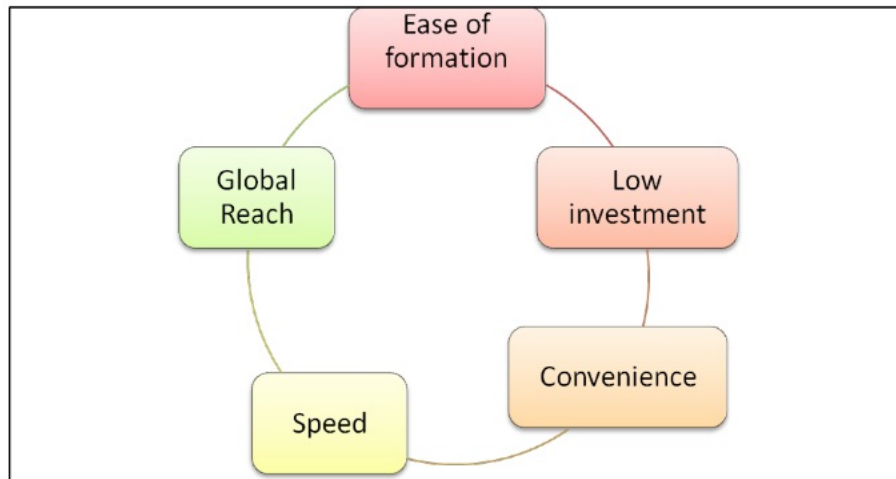 Ease of
formation
Low
investment
Convenience
Speed
Global
Reach